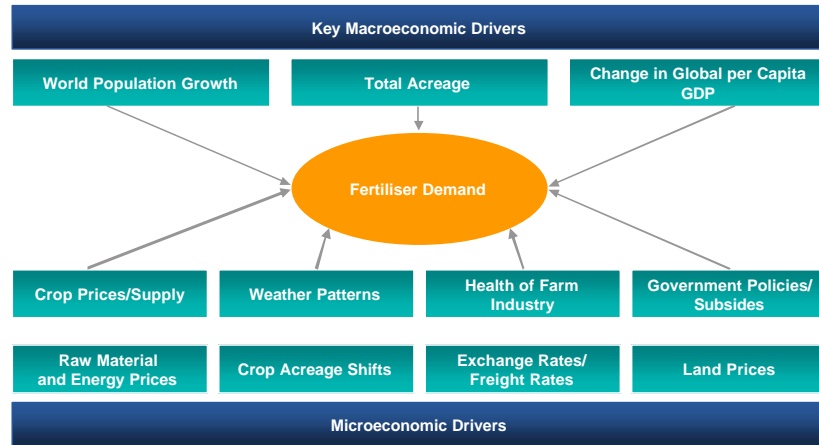 Key Macroeconomic Drivers
World Population Growth
Total Acreage
Change in Global per Capita
GDP
Fertiliser Demand
Crop Prices/Supply
Weather Patterns
Health of Farm
Industry
Government Policies/
Subsides
Raw Material
and Energy Prices
Crop Acreage Shifts
Exchange Rates/
Freight Rates
Land Prices
Microeconomic Drivers